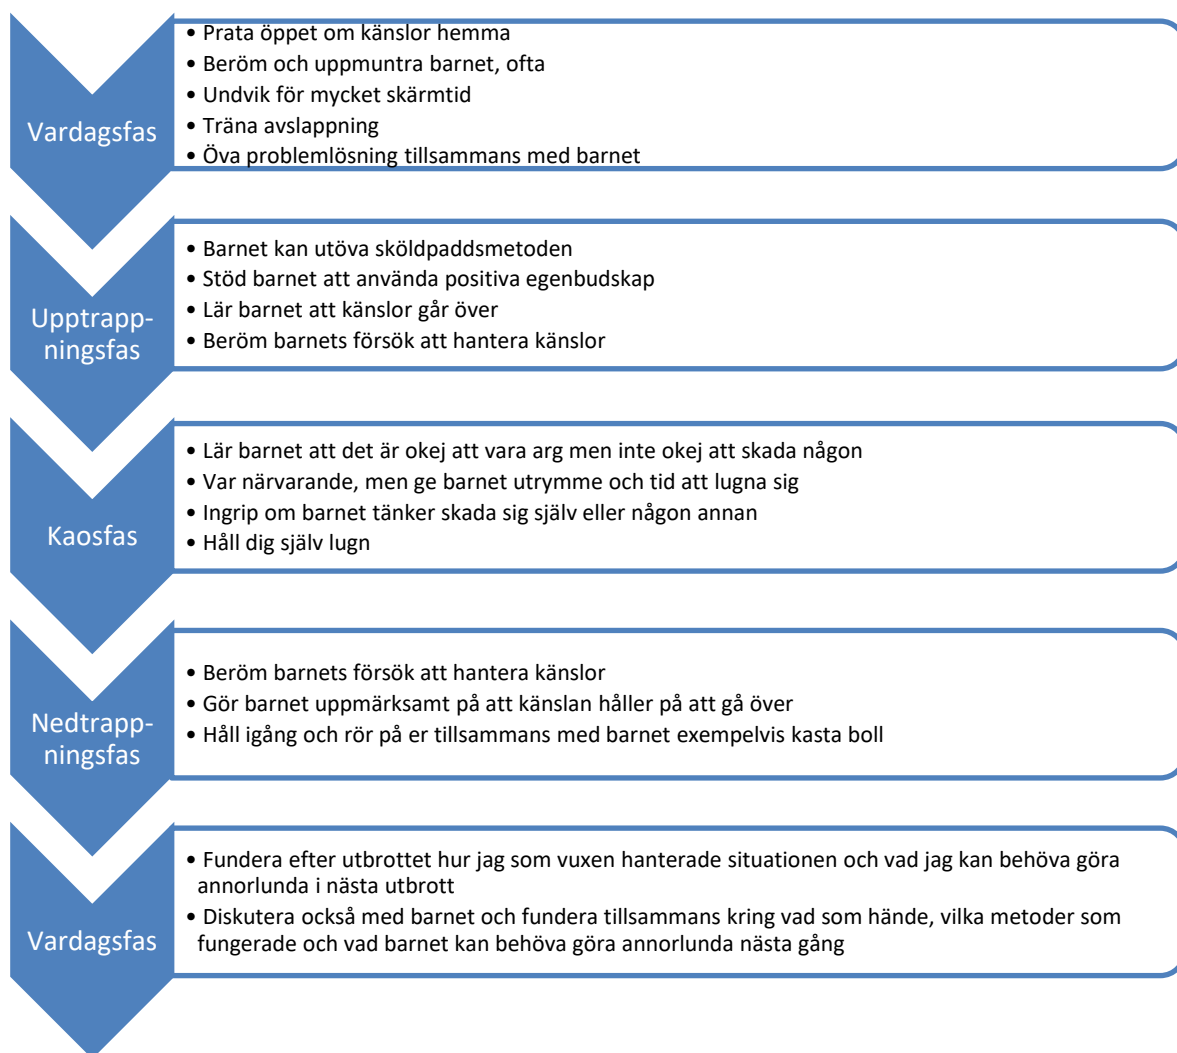 Vardagsfas
• Prata öppet om känslor hemma
• Beröm och uppmuntra barnet, ofta
• Undvik för mycket skärmtid
• Träna avslappning
• Öva problemlösning tillsammans med barnet
Upptrapp-
ningsfas
• Barnet kan utöva sköldpaddsmetoden
• Stöd barnet att använda positiva egenbudskap
• Lär barnet att känslor går över
• Beröm barnets försök att hantera känslor
Kaosfas
• Lär barnet att det är okej att vara arg men inte okej att skada någon
• Var närvarande, men ge barnet utrymme och tid att lugna sig
• Ingrip om barnet tänker skada sig själv eller någon annan
• Håll dig själv lugn
Nedtrapp-
ningsfas
• Beröm barnets försök att hantera känslor
• Gör barnet uppmärksamt på att känslan håller på att gå över
• Håll igång och rör på er tillsammans med barnet exempelvis kasta boll
Vardagsfas
• Fundera efter utbrottet hur jag som vuxen hanterade situationen och vad jag kan behöva göra
annorlunda i nästa utbrott
• Diskutera också med barnet och fundera tillsammans kring vad som hände, vilka metoder som
fungerade och vad barnet kan behöva göra annorlunda nästa gång